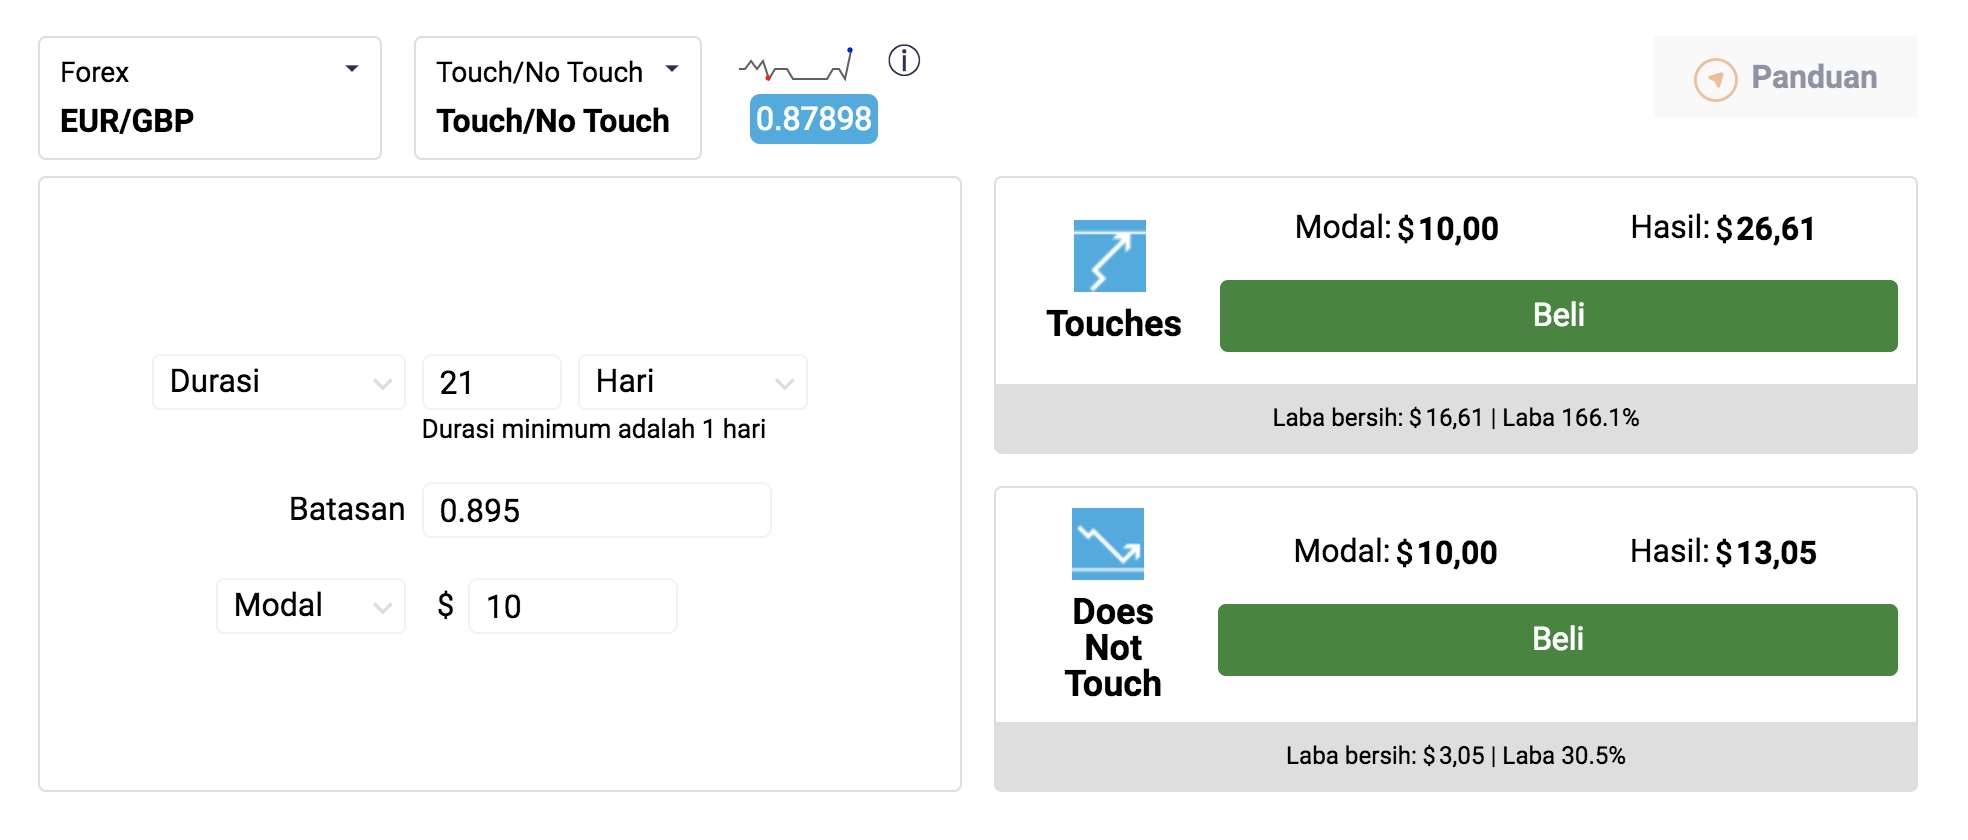 Forex
EUR/GBP
Touch/No Touch
Touch/No Touch
0.87898
Panduan
Durasi 21 Hari
Durasi minimum adalah 1 hari
Batasan 0.895
Modal $ 10
Modal: $ 10,00 Hasil: $ 26,61
Touches
Beli
Laba bersih: $ 16,61 | Laba 166.1%
Modal: $ 10,00 Hasil: $ 13,05
Does
Not
Touch
Beli
Laba bersih: $ 3,05 | Laba 30.5%